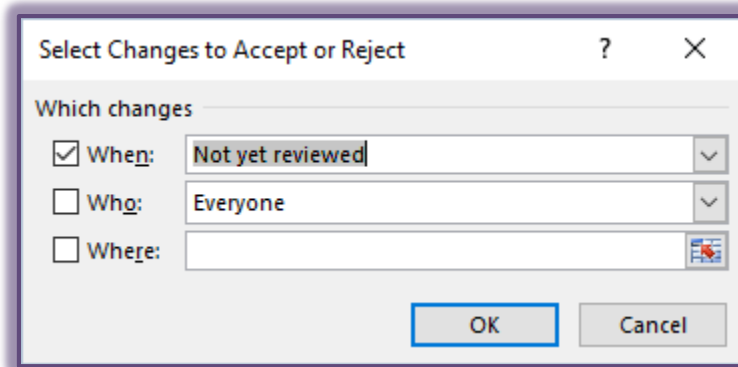 Select Changes to Accept or Reject ?
Which changes
When: Not yet reviewed
Who: Everyone
Where:
OK Cancel